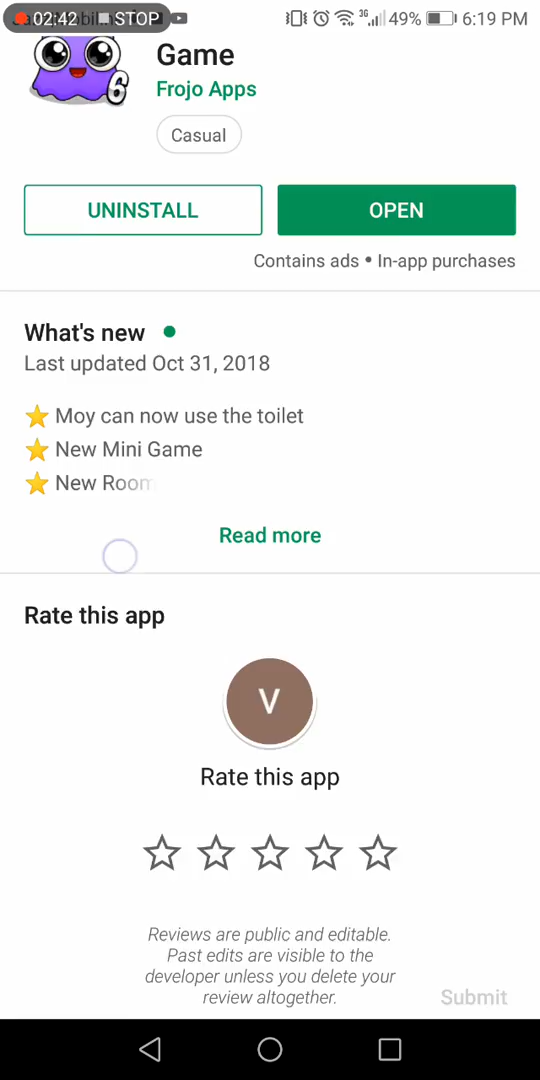 02:42 STOP 3G 49% 6:19 PM
Game
6
Frojo Apps
Casual
UNINSTALL
OPEN
Contains ads • In-app purchases
What's new
Last updated Oct 31, 2018
⭐ Moy can now use the toilet
⭐ New Mini Game
⭐ New Room
Read more
Rate this app
V
Rate this app
Reviews are public and editable.
Past edits are visible to the
developer unless you delete your
review altogether.
Submit